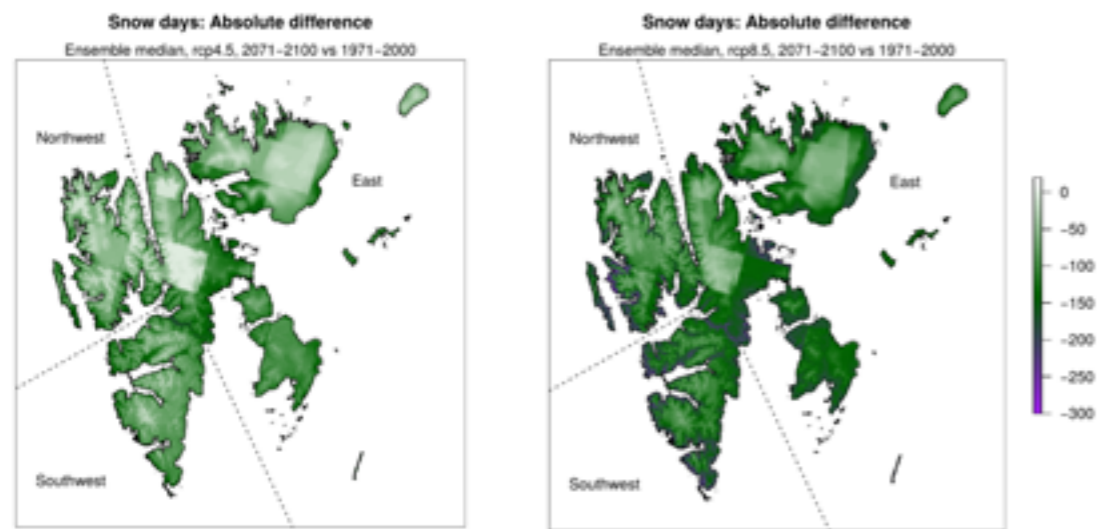 Snow days: Absolute difference
Ensemble median, rcp4.5, 2071−2100 vs 1971−2000
Northwest
East
Southwest
Snow days: Absolute difference
Ensemble median, rcp8.5, 2071−2100 vs 1971−2000
Northwest
East
Southwest
0
−50
−100
−150
−200
−250
−300